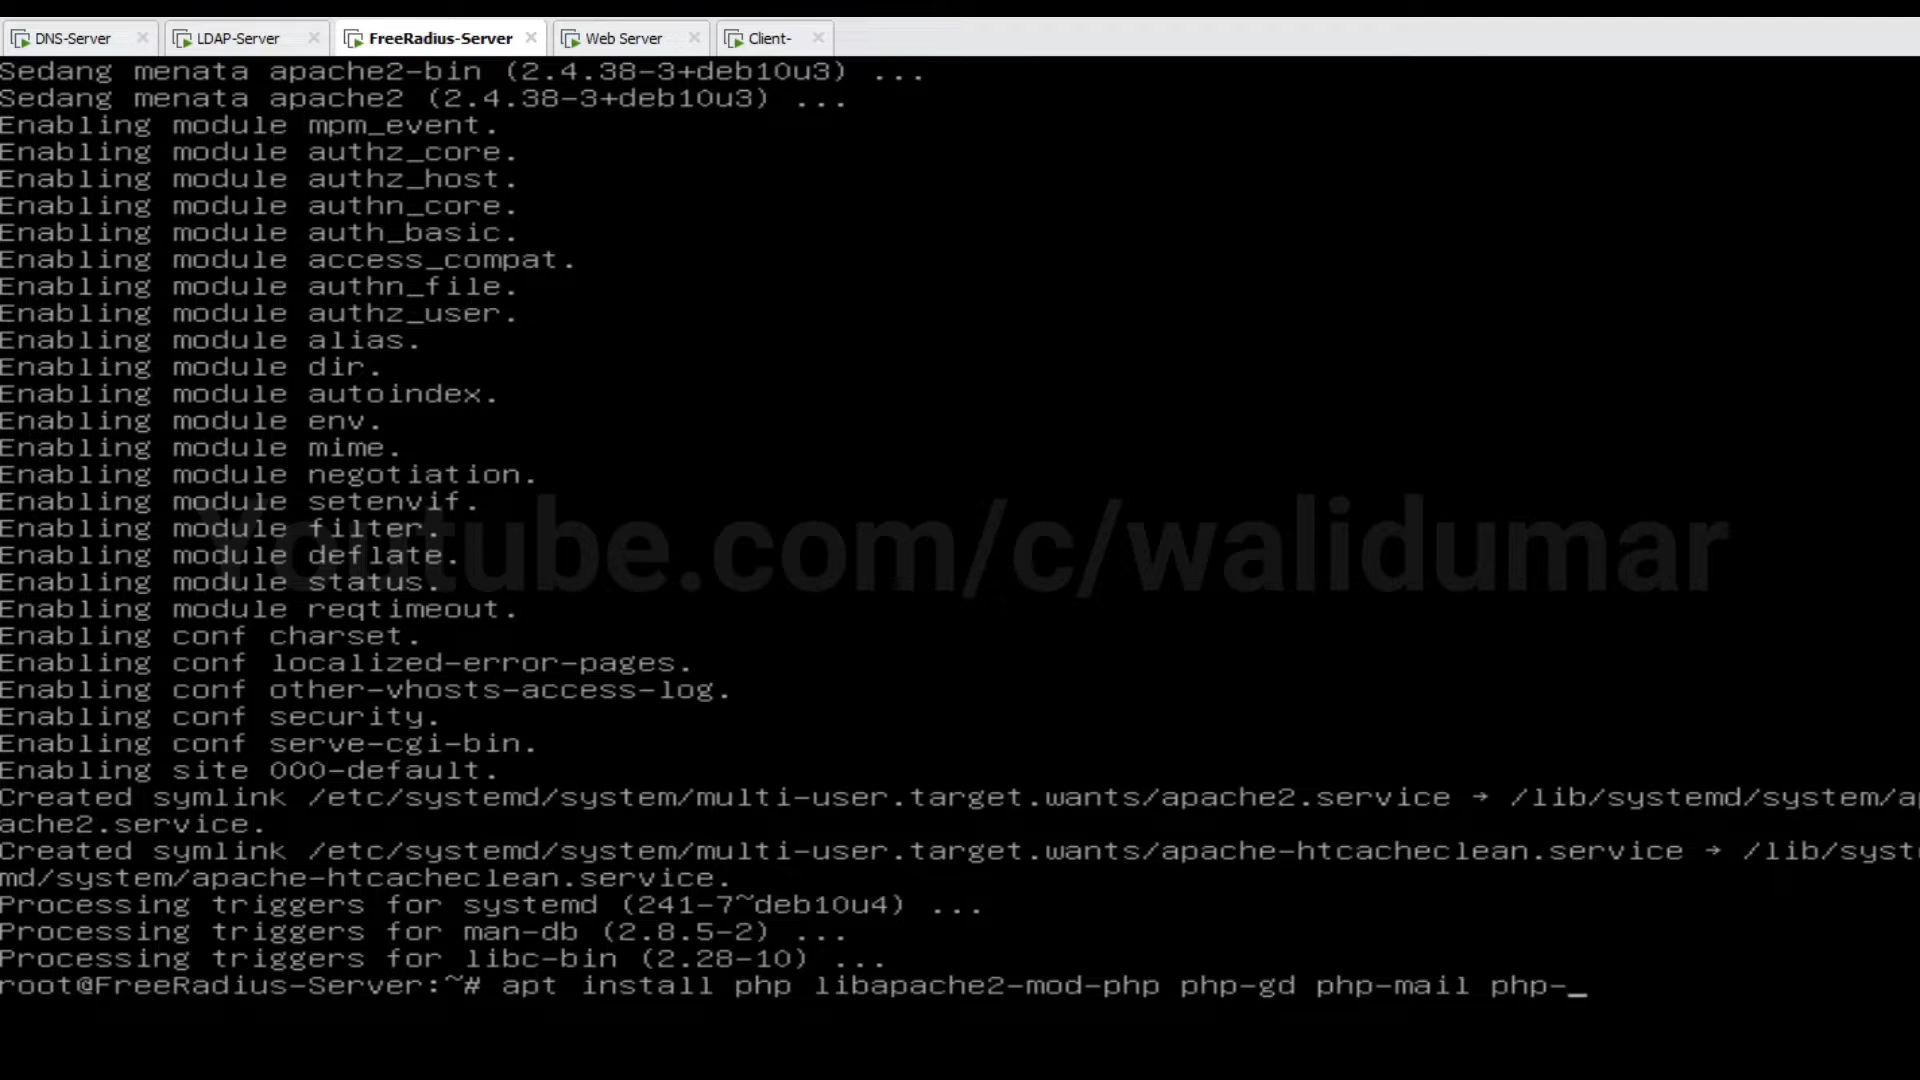 DNS-Server
LDAP-Server
FreeRadius-Server
Web Server
Client-
Sedang menata apache2-bin (2.4.38-3+deb10u3) ...
Sedang menata apache2 (2.4.38-3+deb10u3) ...
Enabling module mpm_event.
Enabling module authz_core.
Enabling module authz_host.
Enabling module authn_core.
Enabling module auth_basic.
Enabling module access_compat.
Enabling module authn_file.
Enabling module authz_user.
Enabling module alias.
Enabling module dir.
Enabling module autoindex.
Enabling module env.
Enabling module mime.
Enabling module negotiation.
Enabling module setenvif.
Enabling module filter.
Youtube.com/c/walidumar
Enabling module deflate.
Enabling module status.
Enabling module reqtimeout.
Enabling conf charset.
Enabling conf localized-error-pages.
Enabling conf other-vhosts-access-log.
Enabling conf security.
Enabling conf serve-cgi-bin.
Enabling site 000-default.
Created symlink /etc/systemd/system/multi-user.target.wants/apache2.service → /lib/systemd/system/ap
ache2.service.
Created symlink /etc/systemd/system/multi-user.target.wants/apache-htcacheclean.service → /lib/syst
md/system/apache-htcacheclean.service.
Processing triggers for systemd (241-7~deb10u4) ...
Processing triggers for man-db (2.8.5-2) ...
Processing triggers for libc-bin (2.28-10) ...
root@FreeRadius-Server:~# apt install php libapache2-mod-php php-gd php-mail php-_